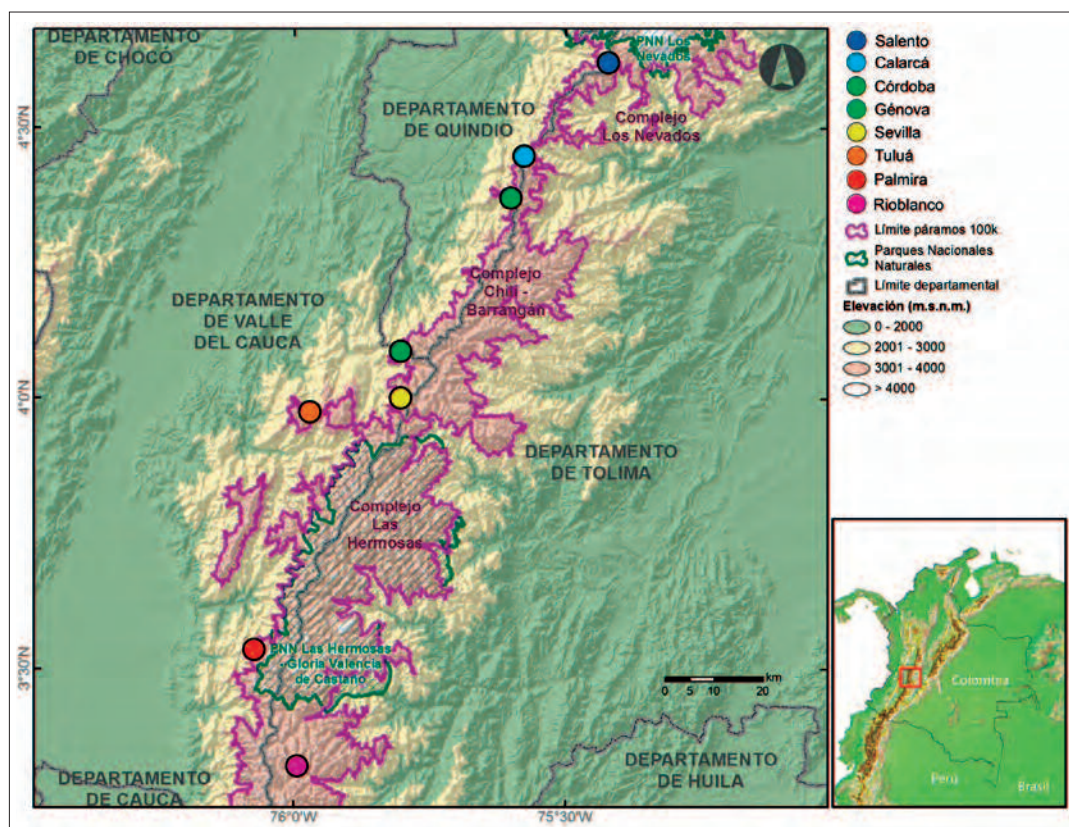 DEPARTAMENTO
DE CHOCÓ
PNN Los
Nevados
DEPARTAMENTO
DE QUINDIO
Complejo
Los Nevados
4°30'N
Complejo
Chili -
Barrangán
DEPARTAMENTO
DE VALLE
DEL CAUCA
4°0'N
DEPARTAMENTO
DE TOLIMA
Complejo
Las
Hermosas
PNN Las Hermosas
- Gloria Valencia
de Castaño
3°30'N
0 5 10 20
km
DEPARTAMENTO
DE HUILA
DEPARTAMENTO
DE CAUCA
76°0'W
75°30'W
Salento
Calarcá
Córdoba
Génova
Sevilla
Tuluá
Palmira
Rioblanco
Límite páramos 100k
Parques Nacionales
Naturales
Límite departamental
Elevación (m.s.n.m.)
0 - 2000
2001 - 3000
3001 - 4000
> 4000
Colombia
Perú
Brasil